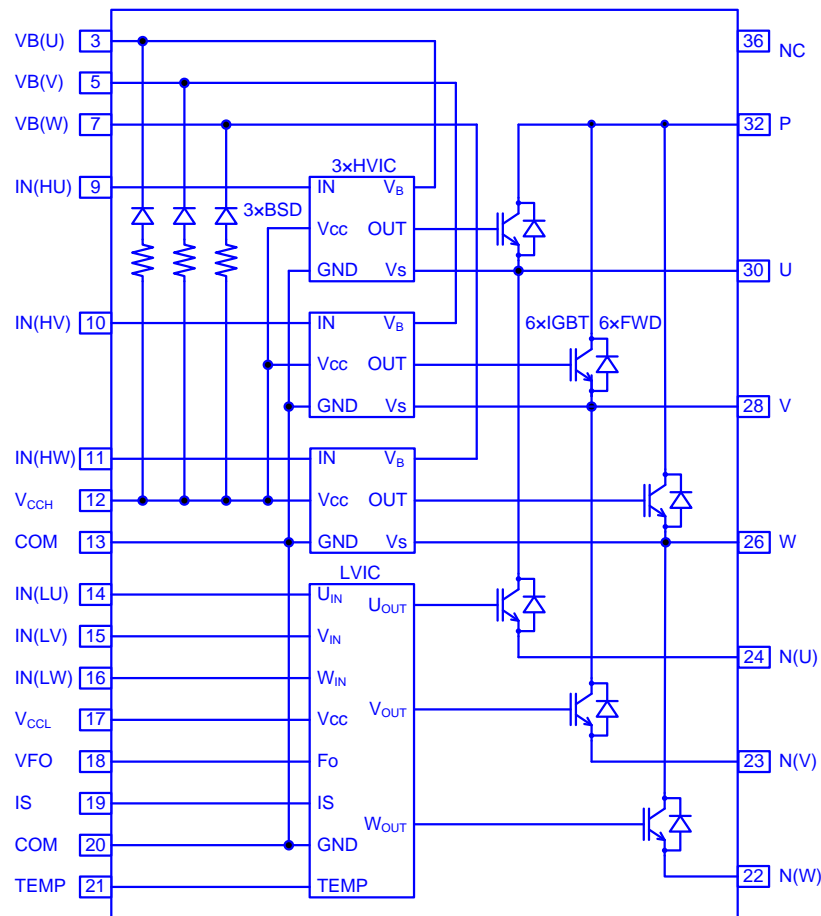 VB(U) 3
36 NC
VB(V) 5
VB(W) 7
32 P
3×HVIC
IN(HU) 9
IN VB
3×BSD
Vcc OUT
GND Vs
30 U
IN(HV) 10
IN VB
6×IGBT 6×FWD
Vcc OUT
GND Vs
28 V
IN(HW) 11
IN VB
VCCH 12
Vcc OUT
COM 13
GND Vs
26 W
LVIC
IN(LU) 14
UIN UOUT
IN(LV) 15
VIN
24 N(U)
IN(LW) 16
WIN
VCCL 17
Vcc VOUT
VFO 18
Fo
23 N(V)
IS 19
IS
WOUT
COM 20
GND
TEMP 21
TEMP
22 N(W)